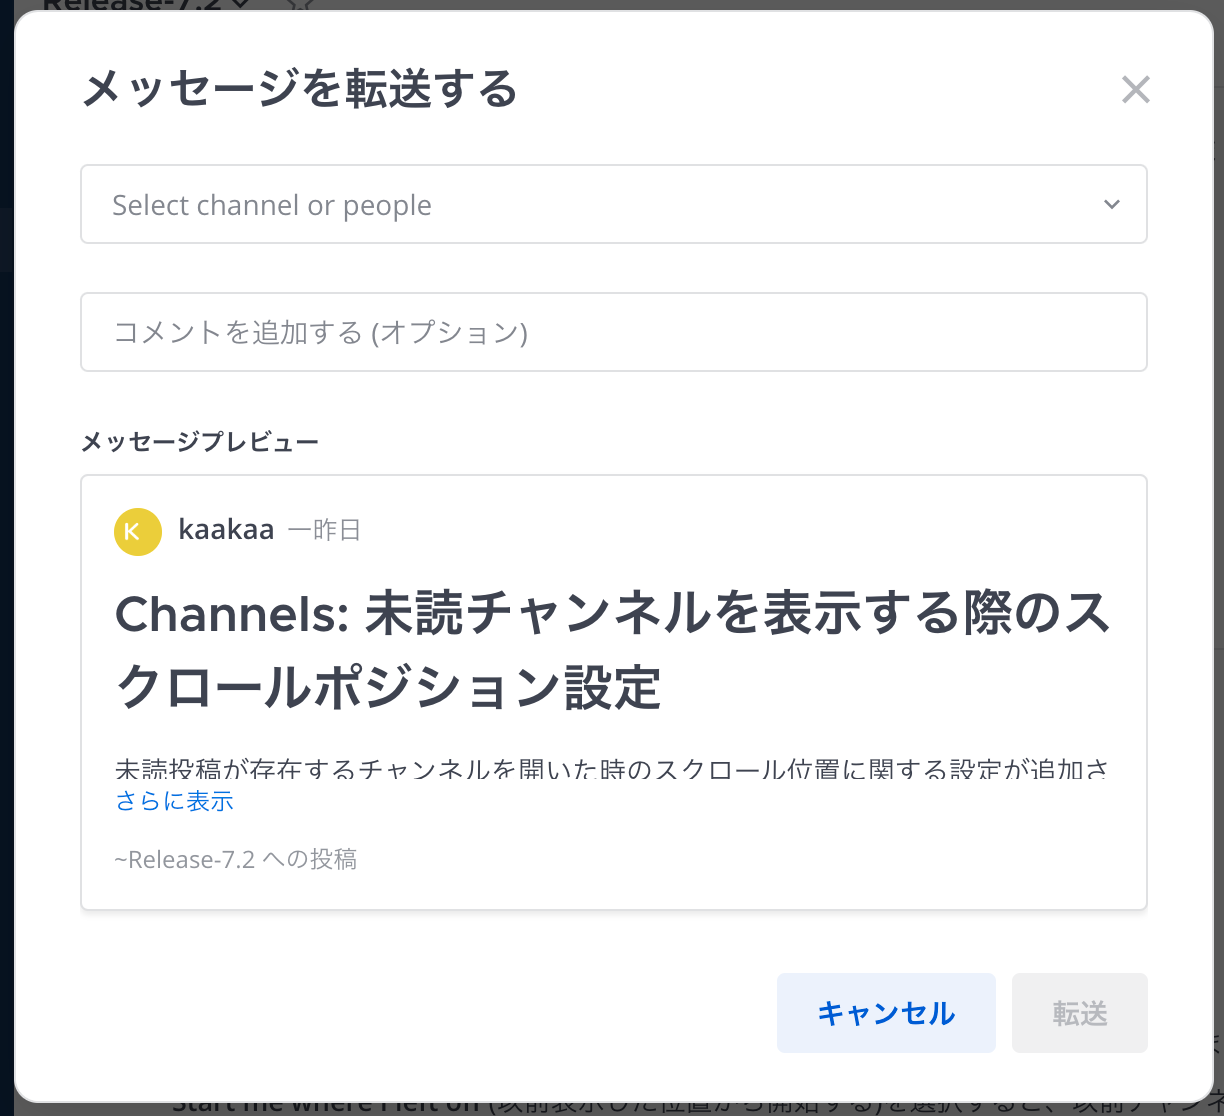 Release-7.2
メッセージを転送する
Select channel or people
コメントを追加する (オプション)
メッセージプレビュー
K kaakaa 一昨日
Channels: 未読チャンネルを表示する際のス
クロールポジション設定
未読投稿が存在するチャンネルを開いた時のスクロール位置に関する設定が追加さ
さらに表示
~Release-7.2 への投稿
キャンセル 転送
Start me where I left off (以前表示した位置から開始する)を選択すると、以前チャンネ